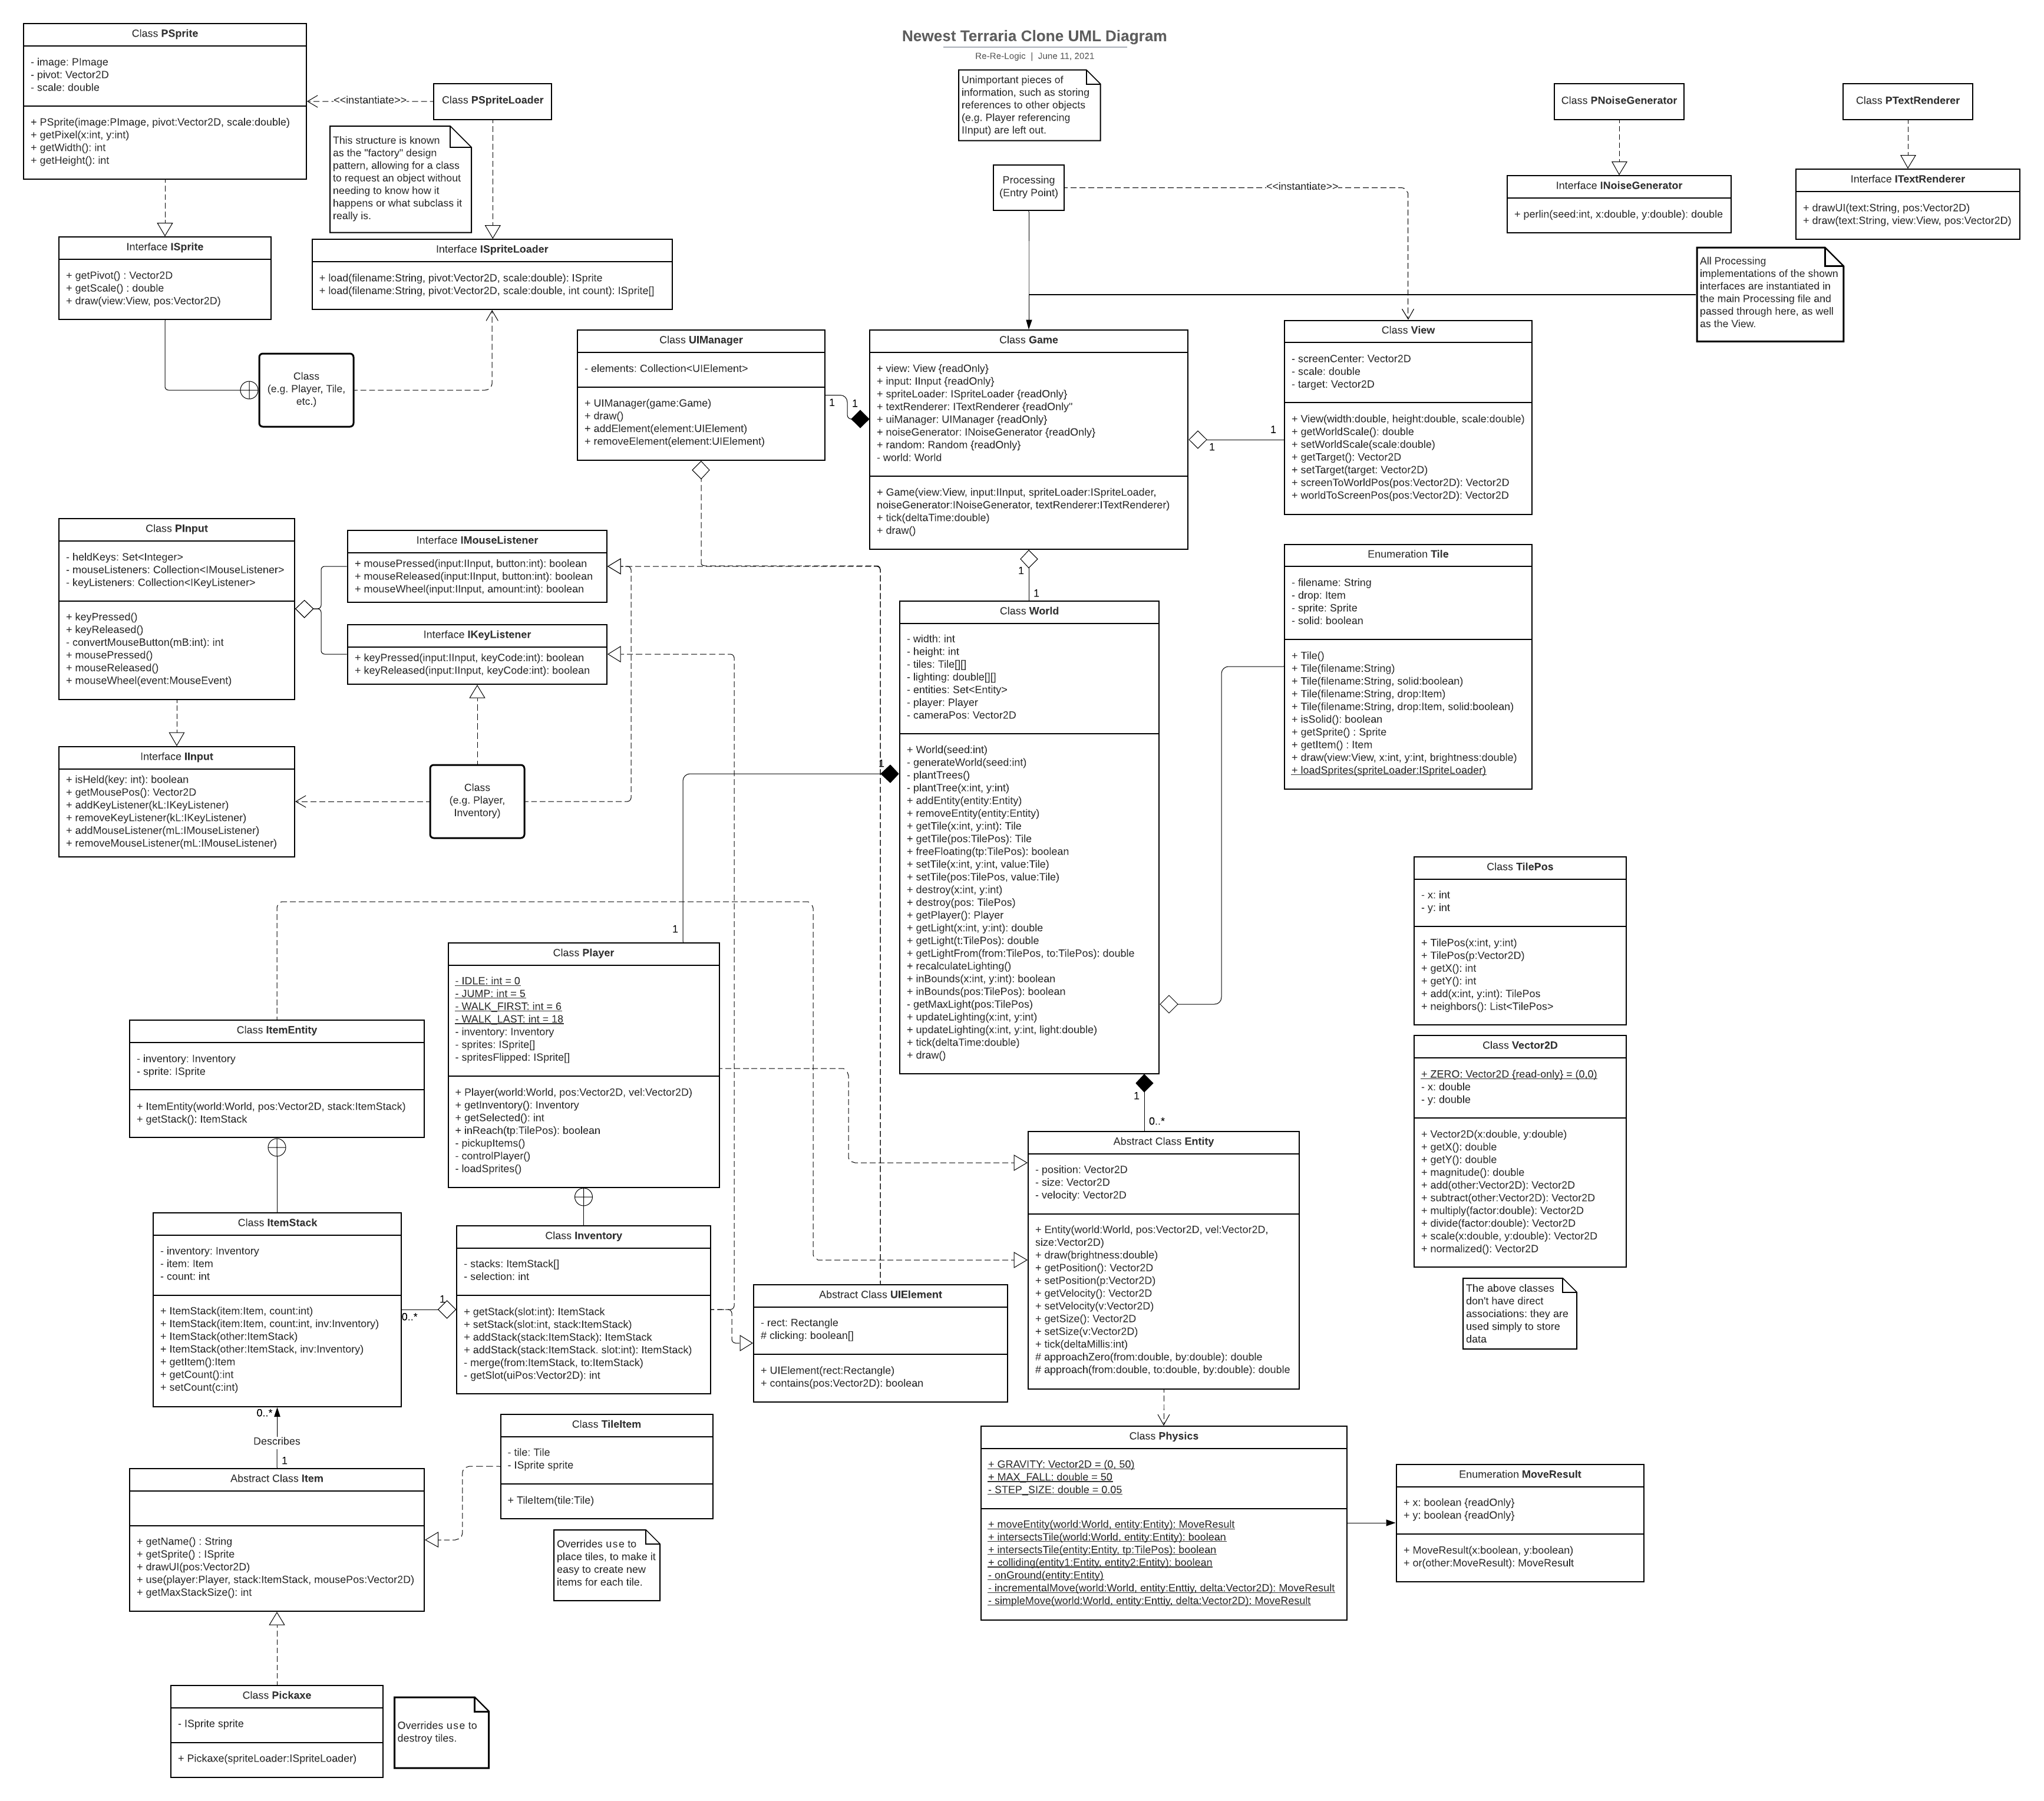 Newest Terraria Clone UML Diagram
Re-Re-Logic | June 11, 2021
Unimportant pieces of
information, such as storing
references to other objects
(e.g. Player referencing
IInput) are left out.
Class PSprite
- image: PImage
- pivot: Vector2D
- scale: double
+ PSprite(image:PImage, pivot:Vector2D, scale:double)
+ getPixel(x:int, y:int)
+ getWidth(): int
+ getHeight(): int
<<instantiate>>
Class PSpriteLoader
This structure is known
as the "factory" design
pattern, allowing for a class
to request an object without
needing to know how it
happens or what subclass it
really is.
Interface ISprite
+ getPivot() : Vector2D
+ getScale() : double
+ draw(view:View, pos:Vector2D)
Interface ISpriteLoader
+ load(filename:String, pivot:Vector2D, scale:double): ISprite
+ load(filename:String, pivot:Vector2D, scale:double, int count): ISprite[]
Class
(e.g. Player, Tile,
etc.)
Processing
(Entry Point)
<<instantiate>>
Class PNoiseGenerator
Interface INoiseGenerator
+ perlin(seed:int, x:double, y:double): double
Class PTextRenderer
Interface ITextRenderer
+ drawUI(text:String, pos:Vector2D)
+ draw(text:String, view:View, pos:Vector2D)
All Processing
implementations of the shown
interfaces are instantiated in
the main Processing file and
passed through here, as well
as the View.
Class UIManager
- elements: Collection<UIElement>
+ UIManager(game:Game)
+ draw()
+ addElement(element:UIElement)
+ removeElement(element:UIElement)
1
1
Class Game
+ view: View {readOnly}
+ input: IInput {readOnly}
+ spriteLoader: ISpriteLoader {readOnly}
+ textRenderer: ITextRenderer {readOnly"
+ uiManager: UIManager {readOnly}
+ noiseGenerator: INoiseGenerator {readOnly}
+ random: Random {readOnly}
- world: World
+ Game(view:View, input:IInput, spriteLoader:ISpriteLoader,
noiseGenerator:INoiseGenerator, textRenderer:ITextRenderer)
+ tick(deltaTime:double)
+ draw()
1
1
Class View
- screenCenter: Vector2D
- scale: double
- target: Vector2D
+ View(width:double, height:double, scale:double)
+ getWorldScale(): double
+ setWorldScale(scale:double)
+ getTarget(): Vector2D
+ setTarget(target: Vector2D)
+ screenToWorldPos(pos:Vector2D): Vector2D
+ worldToScreenPos(pos:Vector2D): Vector2D
Class PInput
- heldKeys: Set<Integer>
- mouseListeners: Collection<IMouseListener>
- keyListeners: Collection<IKeyListener>
+ keyPressed()
+ keyReleased()
- convertMouseButton(mB:int): int
+ mousePressed()
+ mouseReleased()
+ mouseWheel(event:MouseEvent)
Interface IMouseListener
+ mousePressed(input:IInput, button:int): boolean
+ mouseReleased(input:IInput, button:int): boolean
+ mouseWheel(input:IInput, amount:int): boolean
Interface IKeyListener
+ keyPressed(input:IInput, keyCode:int): boolean
+ keyReleased(input:IInput, keyCode:int): boolean
Interface IInput
+ isHeld(key: int): boolean
+ getMousePos(): Vector2D
+ addKeyListener(kL:IKeyListener)
+ removeKeyListener(kL:IKeyListener)
+ addMouseListener(mL:IMouseListener)
+ removeMouseListener(mL:IMouseListener)
Class
(e.g. Player,
Inventory)
1
1
Class World
- width: int
- height: int
- tiles: Tile[][]
- lighting: double[][]
- entities: Set<Entity>
- player: Player
- cameraPos: Vector2D
+ World(seed:int)
- generateWorld(seed:int)
- plantTrees()
- plantTree(x:int, y:int)
+ addEntity(entity:Entity)
+ removeEntity(entity:Entity)
+ getTile(x:int, y:int): Tile
+ getTile(pos:TilePos): Tile
+ freeFloating(tp:TilePos): boolean
+ setTile(x:int, y:int, value:Tile)
+ setTile(pos:TilePos, value:Tile)
+ destroy(x:int, y:int)
+ destroy(pos: TilePos)
+ getPlayer(): Player
+ getLight(x:int, y:int): double
+ getLight(t:TilePos): double
+ getLightFrom(from:TilePos, to:TilePos): double
+ recalculateLighting()
+ inBounds(x:int, y:int): boolean
+ inBounds(pos:TilePos): boolean
- getMaxLight(pos:TilePos)
+ updateLighting(x:int, y:int)
+ updateLighting(x:int, y:int, light:double)
+ tick(deltaTime:double)
+ draw()
Enumeration Tile
- filename: String
- drop: Item
- sprite: Sprite
- solid: boolean
+ Tile()
+ Tile(filename:String)
+ Tile(filename:String, solid:boolean)
+ Tile(filename:String, drop:Item)
+ Tile(filename:String, drop:Item, solid:boolean)
+ isSolid(): boolean
+ getSprite() : Sprite
+ getItem() : Item
+ draw(view:View, x:int, y:int, brightness:double)
+ loadSprites(spriteLoader:ISpriteLoader)
1
1
Class TilePos
- x: int
- y: int
+ TilePos(x:int, y:int)
+ TilePos(p:Vector2D)
+ getX(): int
+ getY(): int
+ add(x:int, y:int): TilePos
+ neighbors(): List<TilePos>
Class Vector2D
+ ZERO: Vector2D {read-only} = (0,0)
- x: double
- y: double
+ Vector2D(x:double, y:double)
+ getX(): double
+ getY(): double
+ magnitude(): double
+ add(other:Vector2D): Vector2D
+ subtract(other:Vector2D): Vector2D
+ multiply(factor:double): Vector2D
+ divide(factor:double): Vector2D
+ scale(x:double, y:double): Vector2D
+ normalized(): Vector2D
The above classes
don't have direct
associations: they are
used simply to store
data
Class Player
- IDLE: int = 0
- JUMP: int = 5
- WALK_FIRST: int = 6
- WALK_LAST: int = 18
- inventory: Inventory
- sprites: ISprite[]
- spritesFlipped: ISprite[]
+ Player(world:World, pos:Vector2D, vel:Vector2D)
+ getInventory(): Inventory
+ getSelected(): int
+ inReach(tp:TilePos): boolean
- pickupItems()
- controlPlayer()
- loadSprites()
Class ItemEntity
- inventory: Inventory
- sprite: ISprite
+ ItemEntity(world:World, pos:Vector2D, stack:ItemStack)
+ getStack(): ItemStack
1
0..*
Abstract Class Entity
- position: Vector2D
- size: Vector2D
- velocity: Vector2D
+ Entity(world:World, pos:Vector2D, vel:Vector2D,
size:Vector2D)
+ draw(brightness:double)
+ getPosition(): Vector2D
+ setPosition(p:Vector2D)
+ getVelocity(): Vector2D
+ setVelocity(v:Vector2D)
+ getSize(): Vector2D
+ setSize(v:Vector2D)
+ tick(deltaMillis:int)
# approachZero(from:double, by:double): double
# approach(from:double, to:double, by:double): double
Class ItemStack
- inventory: Inventory
- item: Item
- count: int
+ ItemStack(item:Item, count:int)
+ ItemStack(item:Item, count:int, inv:Inventory)
+ ItemStack(other:ItemStack)
+ ItemStack(other:ItemStack, inv:Inventory)
+ getItem():Item
+ getCount():int
+ setCount(c:int)
0..*
1
Class Inventory
- stacks: ItemStack[]
- selection: int
+ getStack(slot:int): ItemStack
+ setStack(slot:int, stack:ItemStack)
+ addStack(stack:ItemStack): ItemStack
+ addStack(stack:ItemStack. slot:int): ItemStack)
- merge(from:ItemStack, to:ItemStack)
- getSlot(uiPos:Vector2D): int
Abstract Class UIElement
- rect: Rectangle
# clicking: boolean[]
+ UIElement(rect:Rectangle)
+ contains(pos:Vector2D): boolean
0..*
Describes
1
Abstract Class Item
+ getName() : String
+ getSprite() : ISprite
+ drawUI(pos:Vector2D)
+ use(player:Player, stack:ItemStack, mousePos:Vector2D)
+ getMaxStackSize(): int
Class TileItem
- tile: Tile
- ISprite sprite
+ TileItem(tile:Tile)
Overrides use to
place tiles, to make it
easy to create new
items for each tile.
Class Physics
+ GRAVITY: Vector2D = (0, 50)
+ MAX_FALL: double = 50
- STEP_SIZE: double = 0.05
+ moveEntity(world:World, entity:Entity): MoveResult
+ intersectsTile(world:World, entity:Entity): boolean
+ intersectsTile(entity:Entity, tp:TilePos): boolean
+ colliding(entity1:Entity, entity2:Entity): boolean
- onGround(entity:Entity)
- incrementalMove(world:World, entity:Enttiy, delta:Vector2D): MoveResult
- simpleMove(world:World, entity:Enttiy, delta:Vector2D): MoveResult
Enumeration MoveResult
+ x: boolean {readOnly}
+ y: boolean {readOnly}
+ MoveResult(x:boolean, y:boolean)
+ or(other:MoveResult): MoveResult
Class Pickaxe
- ISprite sprite
+ Pickaxe(spriteLoader:ISpriteLoader)
Overrides use to
destroy tiles.